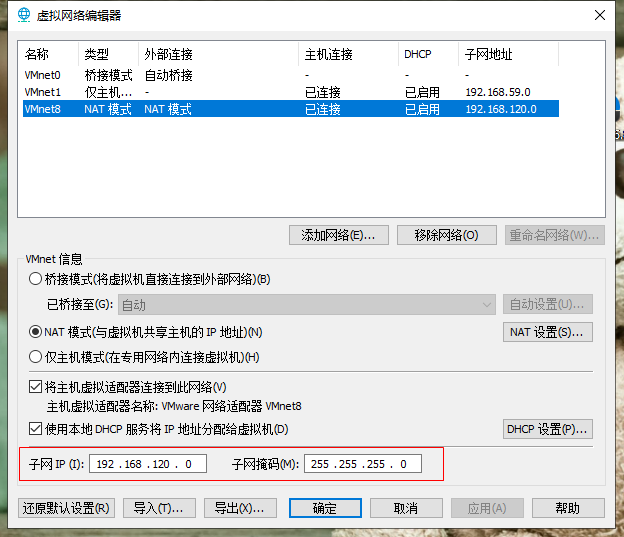 虚拟网络编辑器
名称 类型 外部连接 主机连接 DHCP 子网地址
VMnet0 桥接模式 自动桥接 - - -
VMnet1 仅主机... - 已连接 已启用 192.168.59.0
VMnet8 NAT 模式 NAT 模式 已连接 已启用 192.168.120.0
添加网络(E)... 移除网络(O) 重命名网络(W)...
VMnet 信息
桥接模式(将虚拟机直接连接到外部网络)(B)
已桥接至(G): 自动 自动设置(U)...
NAT 模式(与虚拟机共享主机的 IP 地址)(N) NAT 设置(S)...
仅主机模式(在专用网络内连接虚拟机)(H)
将主机虚拟适配器连接到此网络(V)
主机虚拟适配器名称: VMware 网络适配器 VMnet8
使用本地 DHCP 服务将 IP 地址分配给虚拟机(D) DHCP 设置(P)...
子网 IP (I): 192 . 168 . 120 . 0 子网掩码(M): 255 . 255 . 255 . 0
还原默认设置(R) 导入(T)... 导出(X)... 确定 取消 应用(A) 帮助